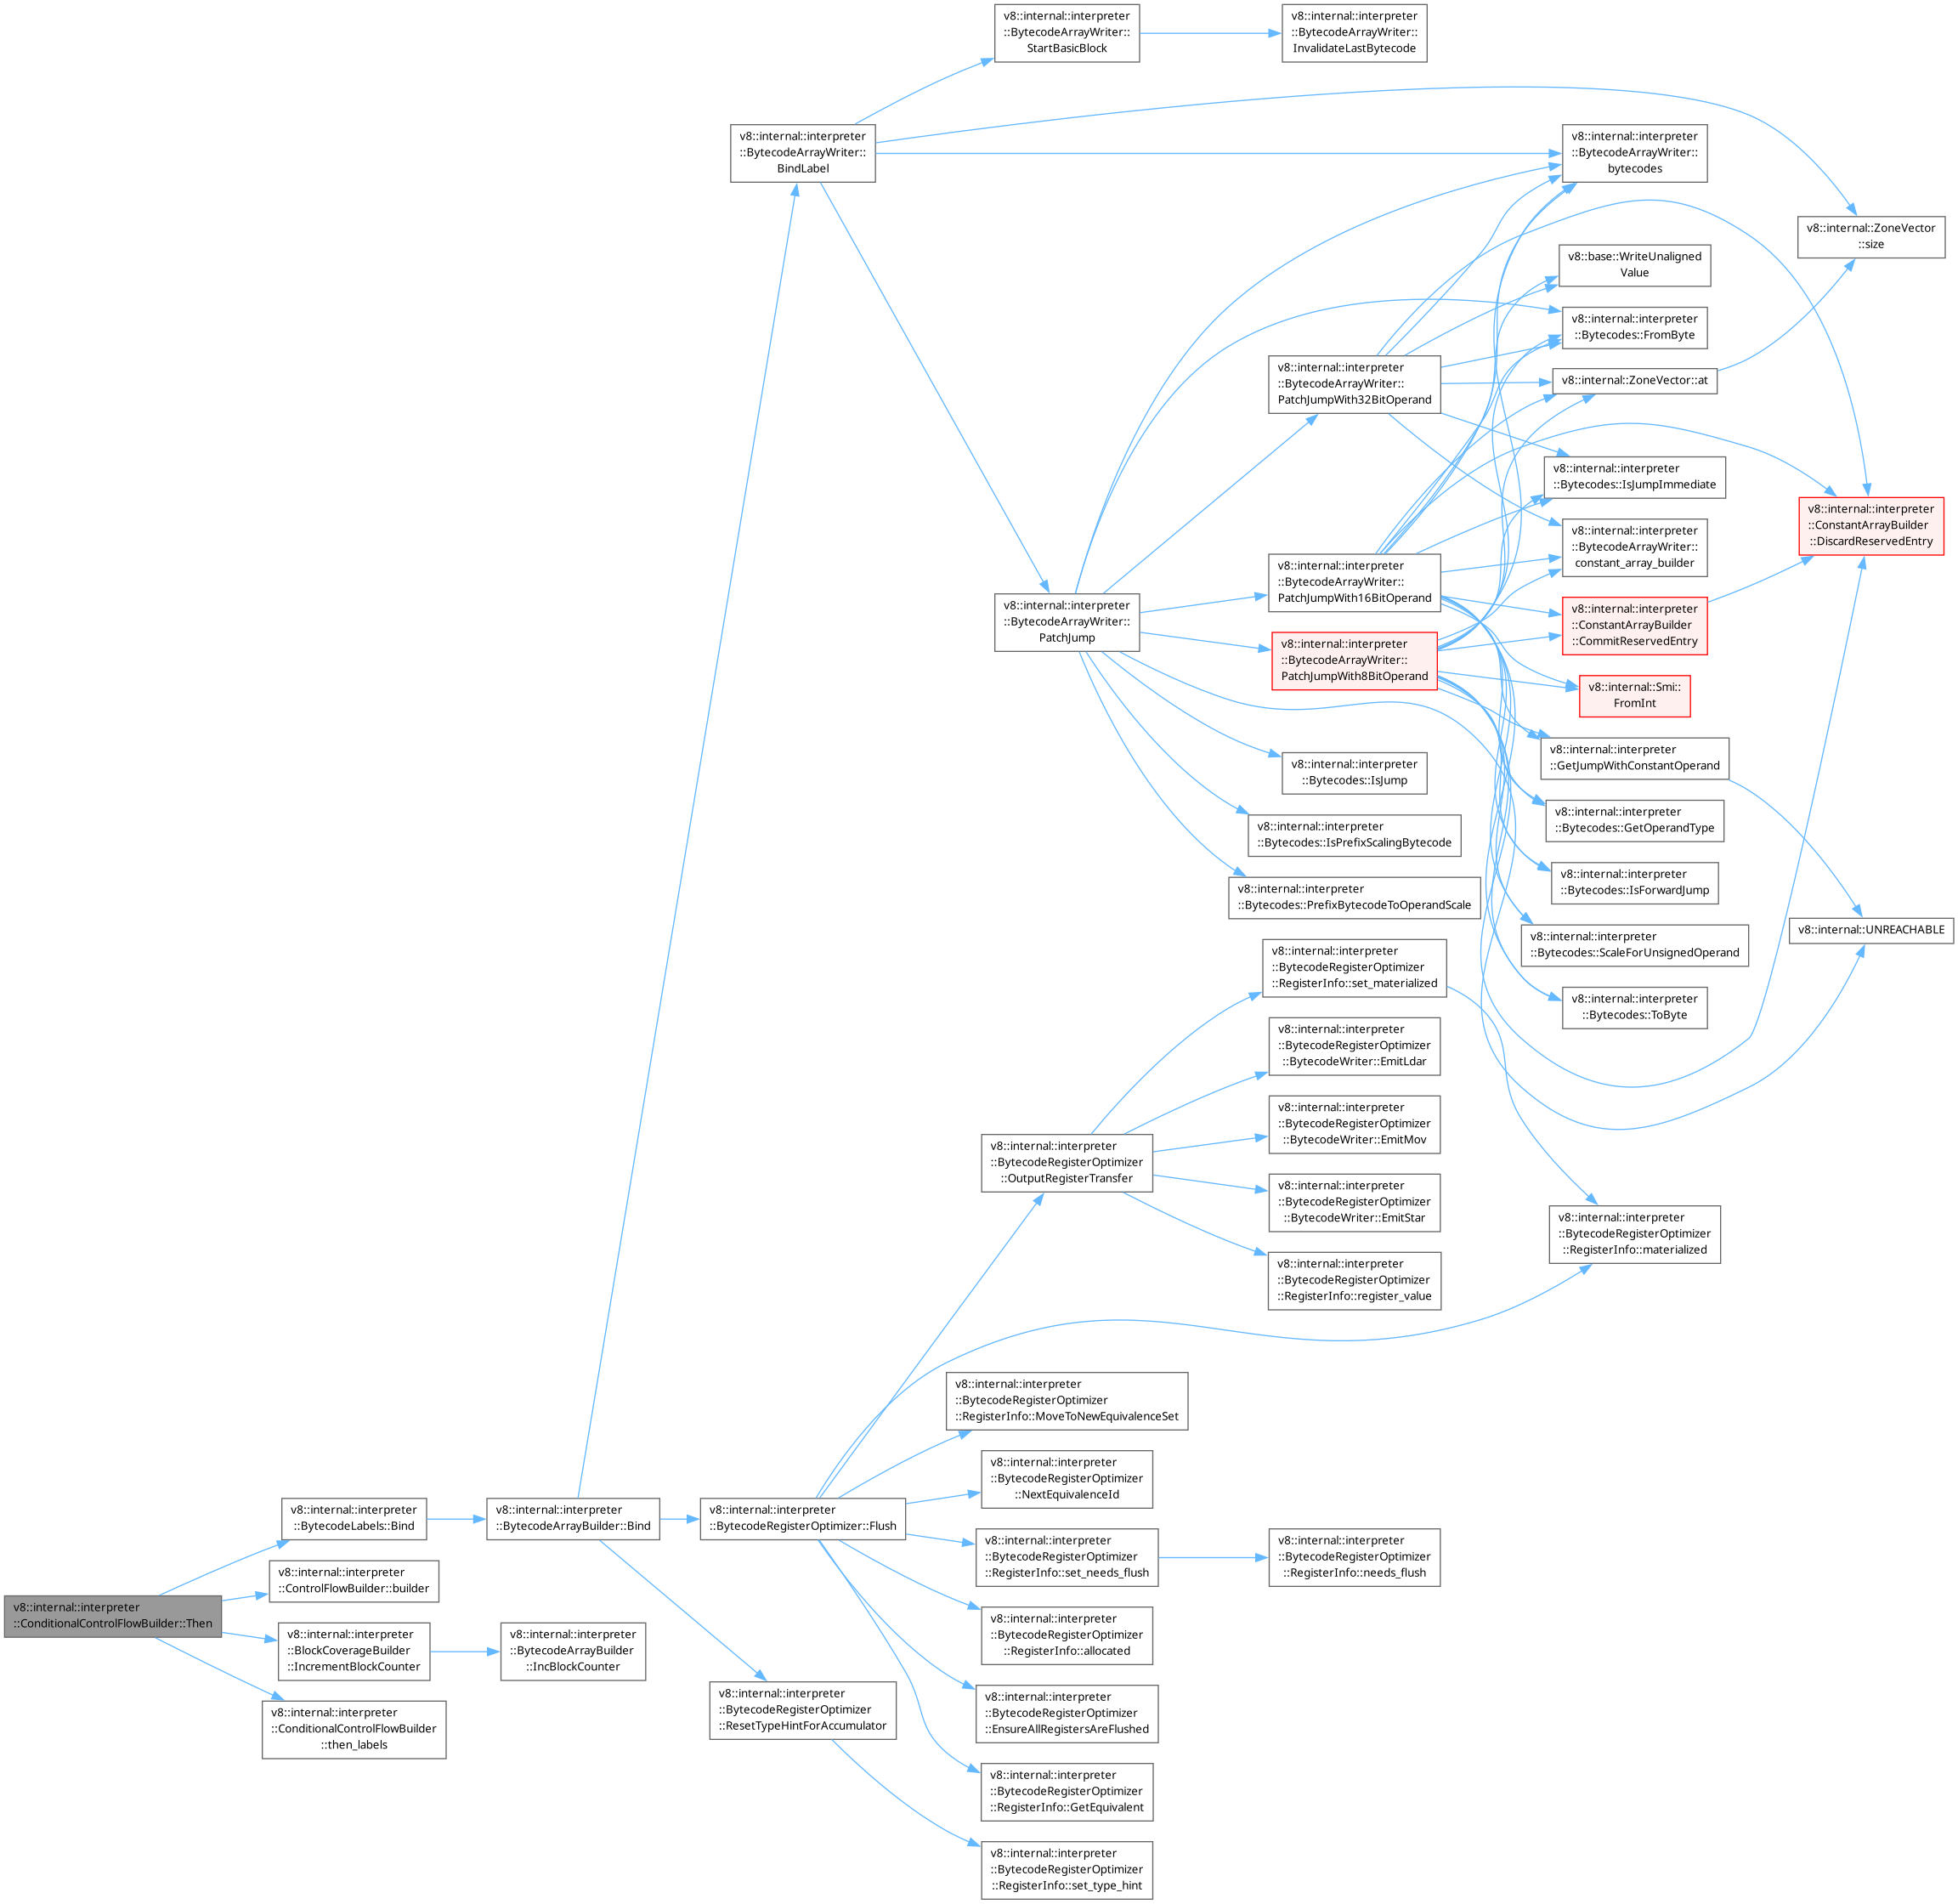 v8::internal::interpreter
::ConditionalControlFlowBuilder::Then
v8::internal::interpreter
::BytecodeLabels::Bind
v8::internal::interpreter
::ControlFlowBuilder::builder
v8::internal::interpreter
::BlockCoverageBuilder
::IncrementBlockCounter
v8::internal::interpreter
::ConditionalControlFlowBuilder
::then_labels
v8::internal::interpreter
::BytecodeArrayBuilder::Bind
v8::internal::interpreter
::BytecodeArrayBuilder
::IncBlockCounter
v8::internal::interpreter
::BytecodeArrayWriter::
BindLabel
v8::internal::interpreter
::BytecodeRegisterOptimizer::Flush
v8::internal::interpreter
::BytecodeRegisterOptimizer
::ResetTypeHintForAccumulator
v8::internal::interpreter
::BytecodeArrayWriter::
StartBasicBlock
v8::internal::interpreter
::BytecodeArrayWriter::
PatchJump
v8::internal::interpreter
::BytecodeRegisterOptimizer
::OutputRegisterTransfer
v8::internal::interpreter
::BytecodeRegisterOptimizer
::RegisterInfo::MoveToNewEquivalenceSet
v8::internal::interpreter
::BytecodeRegisterOptimizer
::NextEquivalenceId
v8::internal::interpreter
::BytecodeRegisterOptimizer
::RegisterInfo::set_needs_flush
v8::internal::interpreter
::BytecodeRegisterOptimizer
::RegisterInfo::allocated
v8::internal::interpreter
::BytecodeRegisterOptimizer
::EnsureAllRegistersAreFlushed
v8::internal::interpreter
::BytecodeRegisterOptimizer
::RegisterInfo::GetEquivalent
v8::internal::interpreter
::BytecodeRegisterOptimizer
::RegisterInfo::set_type_hint
v8::internal::interpreter
::BytecodeArrayWriter::
InvalidateLastBytecode
v8::internal::interpreter
::BytecodeArrayWriter::
PatchJumpWith32BitOperand
v8::internal::interpreter
::BytecodeArrayWriter::
PatchJumpWith16BitOperand
v8::internal::interpreter
::BytecodeArrayWriter::
PatchJumpWith8BitOperand
v8::internal::interpreter
::Bytecodes::IsJump
v8::internal::interpreter
::Bytecodes::IsPrefixScalingBytecode
v8::internal::interpreter
::Bytecodes::PrefixBytecodeToOperandScale
v8::internal::interpreter
::BytecodeRegisterOptimizer
::RegisterInfo::set_materialized
v8::internal::interpreter
::BytecodeRegisterOptimizer
::BytecodeWriter::EmitLdar
v8::internal::interpreter
::BytecodeRegisterOptimizer
::BytecodeWriter::EmitMov
v8::internal::interpreter
::BytecodeRegisterOptimizer
::BytecodeWriter::EmitStar
v8::internal::interpreter
::BytecodeRegisterOptimizer
::RegisterInfo::register_value
v8::internal::interpreter
::BytecodeRegisterOptimizer
::RegisterInfo::needs_flush
v8::internal::interpreter
::BytecodeArrayWriter::
bytecodes
v8::base::WriteUnaligned
Value
v8::internal::interpreter
::Bytecodes::FromByte
v8::internal::ZoneVector::at
v8::internal::interpreter
::Bytecodes::IsJumpImmediate
v8::internal::interpreter
::BytecodeArrayWriter::
constant_array_builder
v8::internal::interpreter
::ConstantArrayBuilder
::CommitReservedEntry
v8::internal::Smi::
FromInt
v8::internal::interpreter
::GetJumpWithConstantOperand
v8::internal::interpreter
::Bytecodes::GetOperandType
v8::internal::interpreter
::Bytecodes::IsForwardJump
v8::internal::interpreter
::Bytecodes::ScaleForUnsignedOperand
v8::internal::interpreter
::Bytecodes::ToByte
v8::internal::interpreter
::BytecodeRegisterOptimizer
::RegisterInfo::materialized
v8::internal::ZoneVector
::size
v8::internal::interpreter
::ConstantArrayBuilder
::DiscardReservedEntry
v8::internal::UNREACHABLE